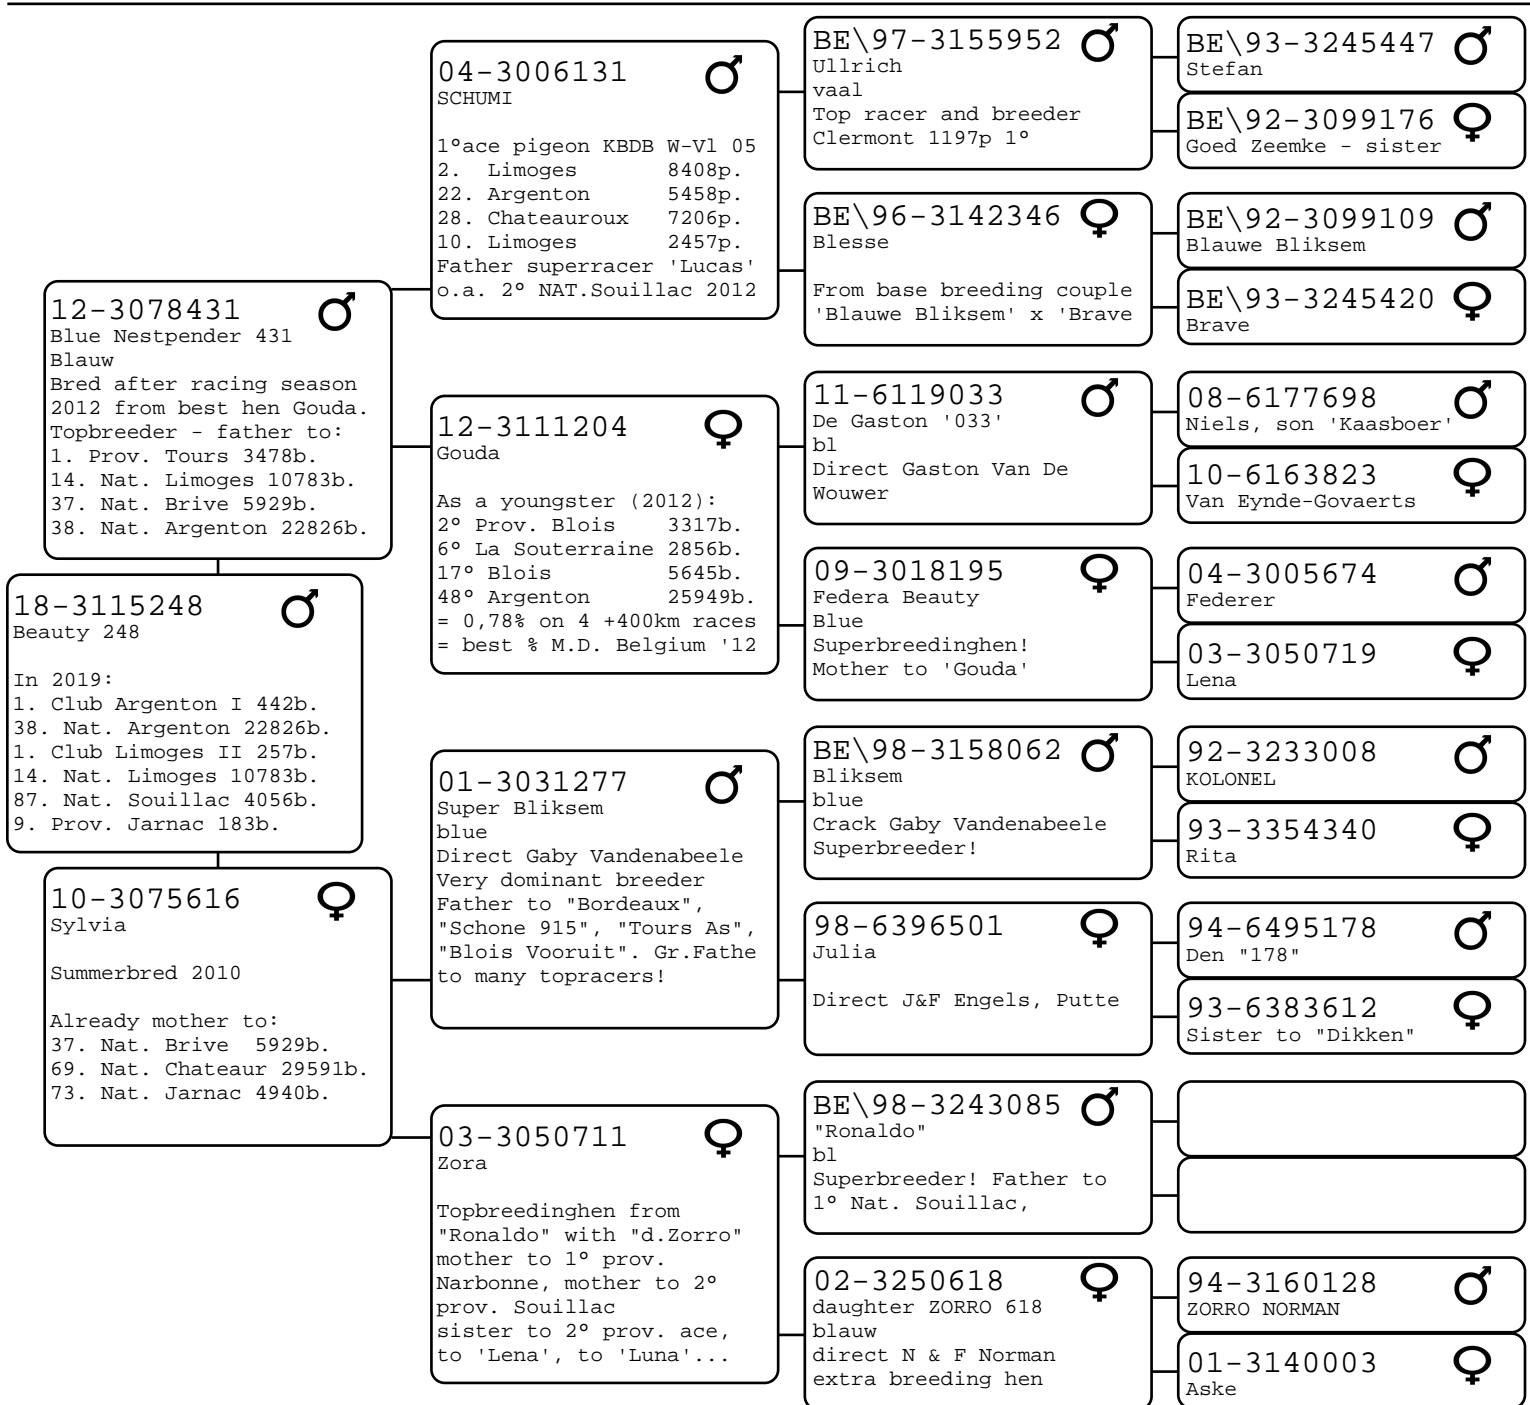 18-3115248
Beauty 248
In 2019:
1. Club Argenton I 442b.
38. Nat. Argenton 22826b.
1. Club Limoges II 257b.
14. Nat. Limoges 10783b.
87. Nat. Souillac 4056b.
9. Prov. Jarnac 183b.
12-3078431
Blue Nestpender 431
Blauw
Bred after racing season
2012 from best hen Gouda.
Topbreeder - father to:
1. Prov. Tours 3478b.
14. Nat. Limoges 10783b.
37. Nat. Brive 5929b.
38. Nat. Argenton 22826b.
10-3075616
Sylvia
Summerbred 2010
Already mother to:
37. Nat. Brive  5929b.
69. Nat. Chateaur 29591b.
73. Nat. Jarnac 4940b.
04-3006131
SCHUMI
1ºace pigeon KBDB W-Vl 05
2.  Limoges      8408p.
22. Argenton     5458p.
28. Chateauroux  7206p.
10. Limoges      2457p.
Father superracer 'Lucas'
o.a. 2º NAT.Souillac 2012
12-3111204
Gouda
As a youngster (2012):
2º Prov. Blois    3317b.
6º La Souterraine 2856b.
17º Blois         5645b.
48º Argenton      25949b.
= 0,78% on 4 +400km races
= best % M.D. Belgium '12
01-3031277
Super Bliksem
blue
Direct Gaby Vandenabeele
Very dominant breeder
Father to "Bordeaux",
"Schone 915", "Tours As",
"Blois Vooruit". Gr.Fathe
to many topracers!
03-3050711
Zora
Topbreedinghen from
"Ronaldo" with "d.Zorro"
mother to 1º prov.
Narbonne, mother to 2º
prov. Souillac
sister to 2º prov. ace,
to 'Lena', to 'Luna'...
BE\97-3155952
Ullrich
vaal
Top racer and breeder
Clermont 1197p 1º
BE\96-3142346
Blesse
From base breeding couple
'Blauwe Bliksem' x 'Brave
11-6119033
De Gaston '033'
bl
Direct Gaston Van De
Wouwer
09-3018195
Federa Beauty
Blue
Superbreedinghen!
Mother to 'Gouda'
BE\98-3158062
Bliksem
blue
Crack Gaby Vandenabeele
Superbreeder!
98-6396501
Julia
Direct J&F Engels, Putte
BE\98-3243085
"Ronaldo"
bl
Superbreeder! Father to
1º Nat. Souillac,
02-3250618
daughter ZORRO 618
blauw
direct N & F Norman
extra breeding hen
BE\93-3245447
Stefan
BE\92-3099176
Goed Zeemke - sister
BE\92-3099109
Blauwe Bliksem
BE\93-3245420
Brave
08-6177698
Niels, son 'Kaasboer'
10-6163823
Van Eynde-Govaerts
04-3005674
Federer
03-3050719
Lena
92-3233008
KOLONEL
93-3354340
Rita
94-6495178
Den "178"
93-6383612
Sister to "Dikken"
94-3160128
ZORRO NORMAN
01-3140003
Aske